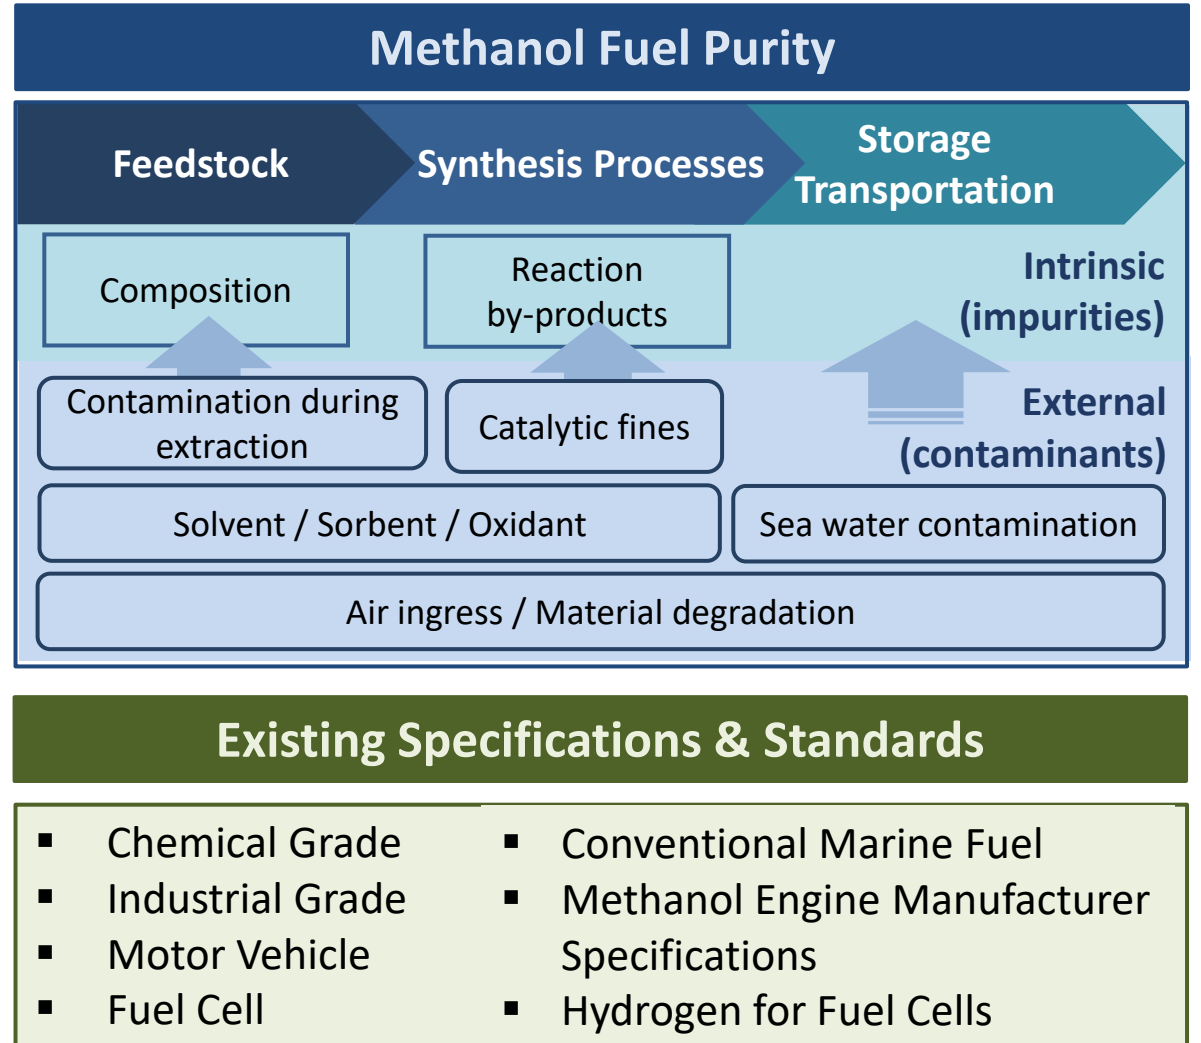 Methanol Fuel Purity
Feedstock
Synthesis Processes
Storage
Transportation
Composition
Reaction
by-products
Intrinsic
(impurities)
Contamination during
extraction
Catalytic fines
External
(contaminants)
Solvent / Sorbent / Oxidant
Sea water contamination
Air ingress / Material degradation
Existing Specifications & Standards
▪ Chemical Grade
▪ Industrial Grade
▪ Motor Vehicle
▪ Fuel Cell
▪ Conventional Marine Fuel
▪ Methanol Engine Manufacturer
Specifications
▪ Hydrogen for Fuel Cells